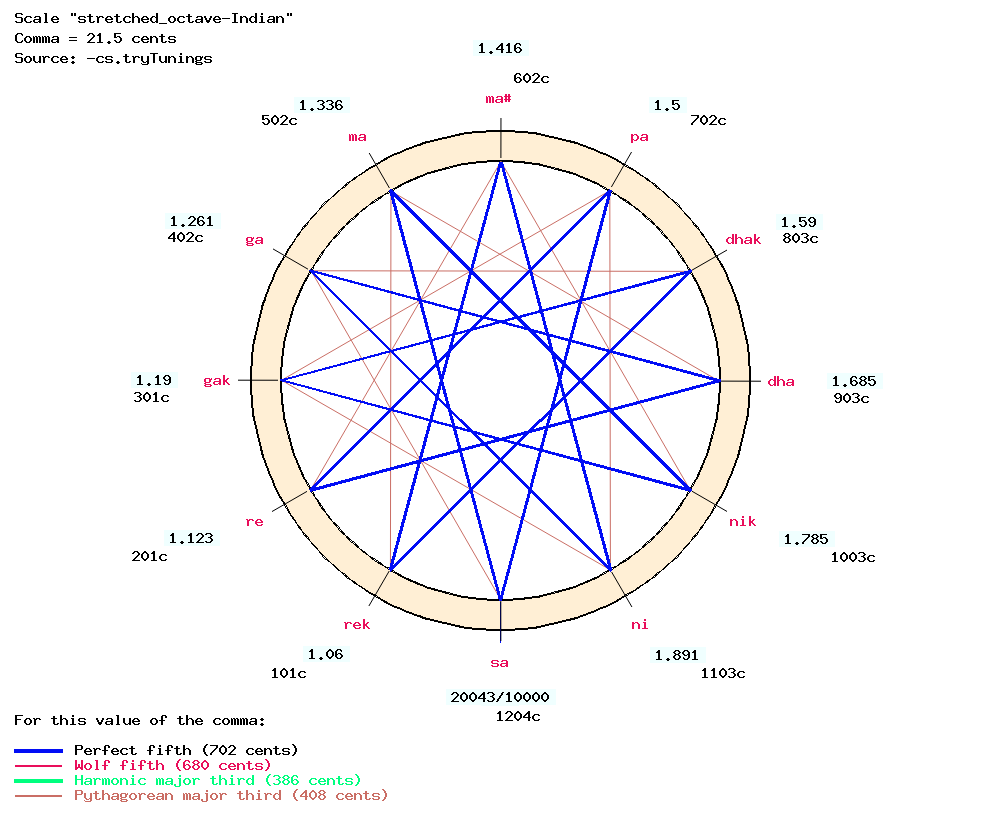 Scale "stretched_octave-Indian"
Comma = 21.5 cents
Source: -cs.tryTunings
1.416
602c
ma#
1.336
502c
ma
1.5
702c
pa
1.261
402c
ga
1.59
803c
dhak
1.19
301c
gak
1.685
903c
dha
1.123
201c
re
1.785
1003c
nik
1.06
101c
rek
1.891
1103c
ni
sa
20043/10000
1204c
For this value of the comma:
Perfect fifth (702 cents)
Wolf fifth (680 cents)
Harmonic major third (386 cents)
Pythagorean major third (408 cents)